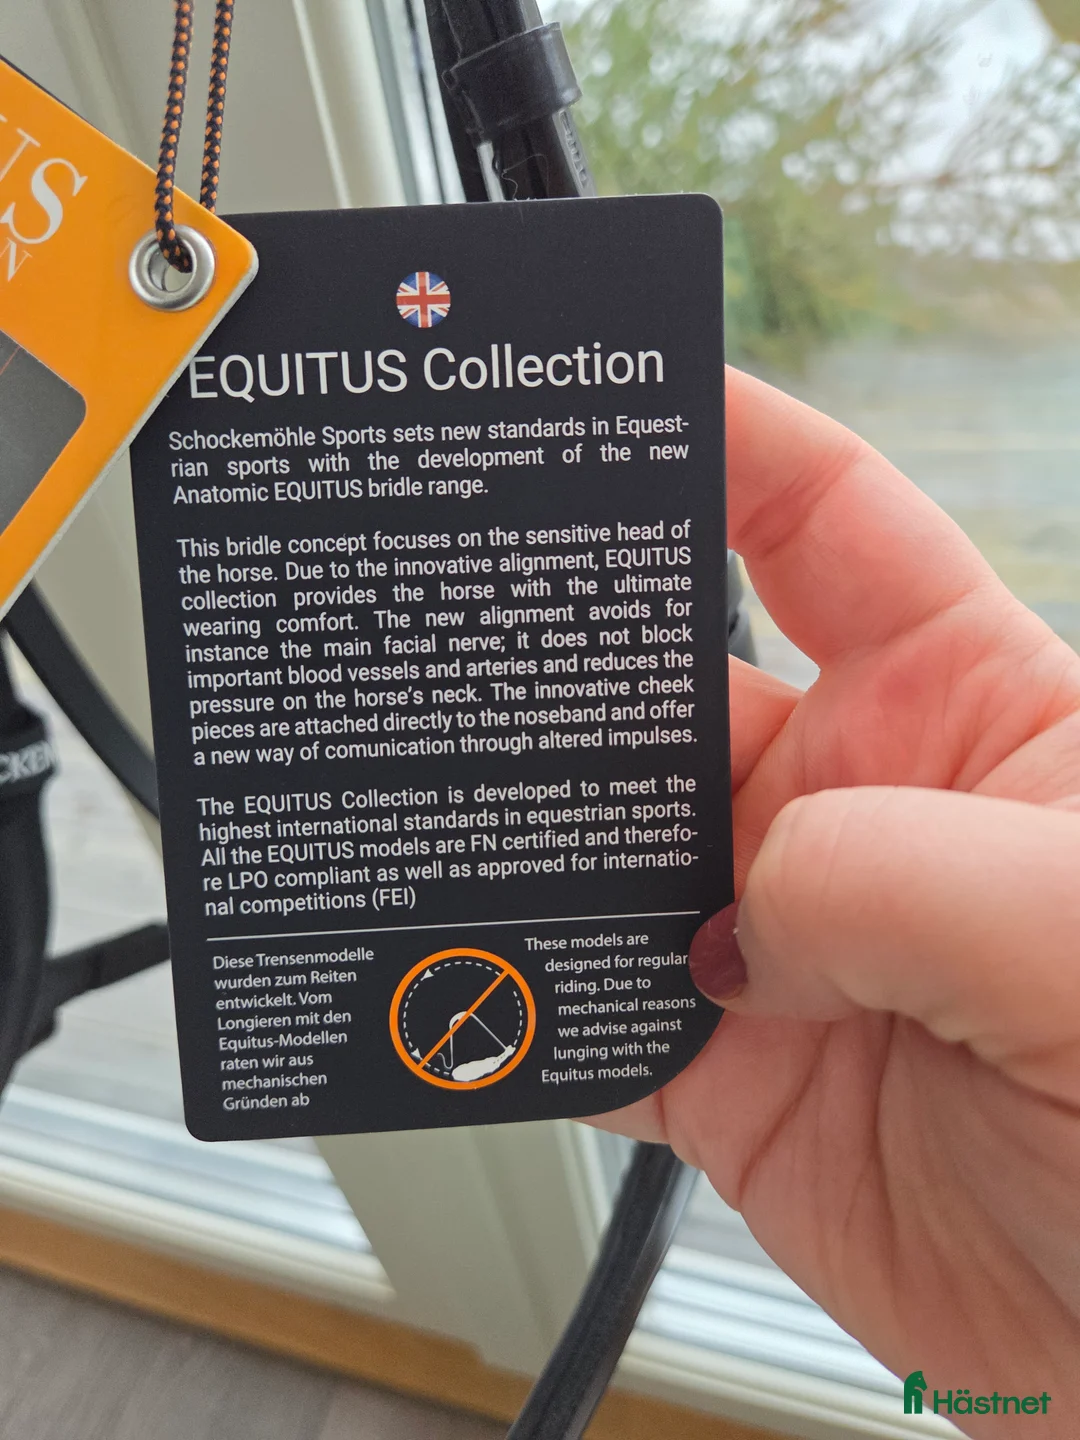 US
N
EQUITUS Collection
Schockemöhle Sports sets new standards in Equest-
rian sports with the development of the new
Anatomic EQUITUS bridle range.
This bridle concept focuses on the sensitive head of
the horse. Due to the innovative alignment, EQUITUS
collection provides the horse with the ultimate
wearing comfort. The new alignment avoids for
instance the main facial nerve; it does not block
important blood vessels and arteries and reduces the
pressure on the horse's neck. The innovative cheek
pieces are attached directly to the noseband and offer
a new way of comunication through altered impulses.
The EQUITUS Collection is developed to meet the
highest international standards in equestrian sports.
All the EQUITUS models are FN certified and therefo-
re LPO compliant as well as approved for internatio-
nal competitions (FEI)
Diese Trensenmodelle
wurden zum Reiten
entwickelt. Vom
Longieren mit den
Equitus-Modellen
raten wir aus
mechanischen
Gründen ab
These models are
designed for regular
riding. Due to
mechanical reasons
we advise against
lunging with the
Equitus models.
CKEM
Hästnet